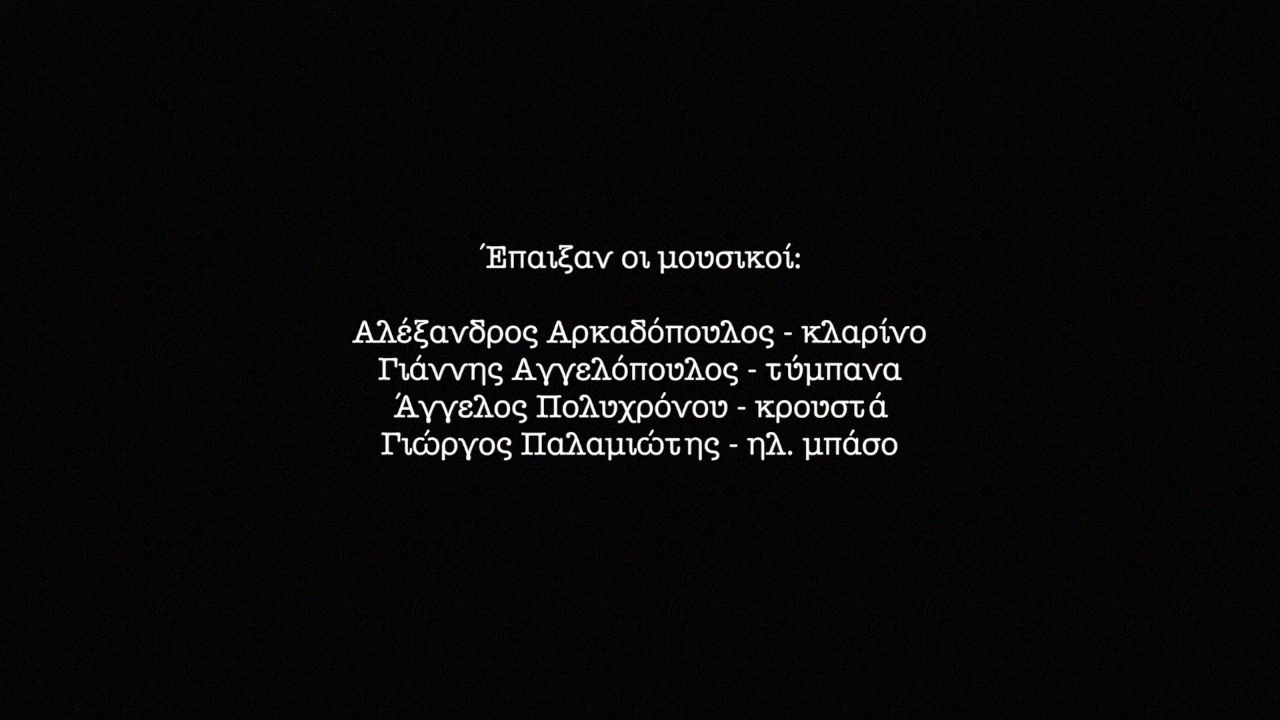 Έπαιξαν οι μουσικοί:
Αλέξανδρος Αρκαδόπουλος - κλαρίνο
Γιάννης Αγγελόπουλος - τύμπανα
Άγγελος Πολυχρόνου - κρουστά
Γιώργος Παλαμιώτης - ηλ. μπάσο